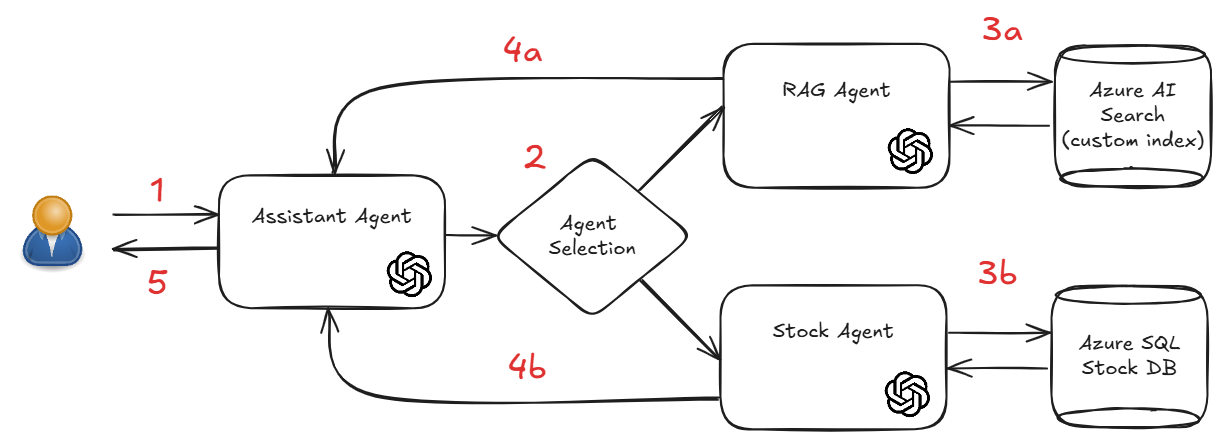 4a
3a
RAG Agent
Azure AI
Search
(custom index)
2
1
Assistant Agent
Agent
Selection
5
3b
Stock Agent
Azure SQL
Stock DB
4b